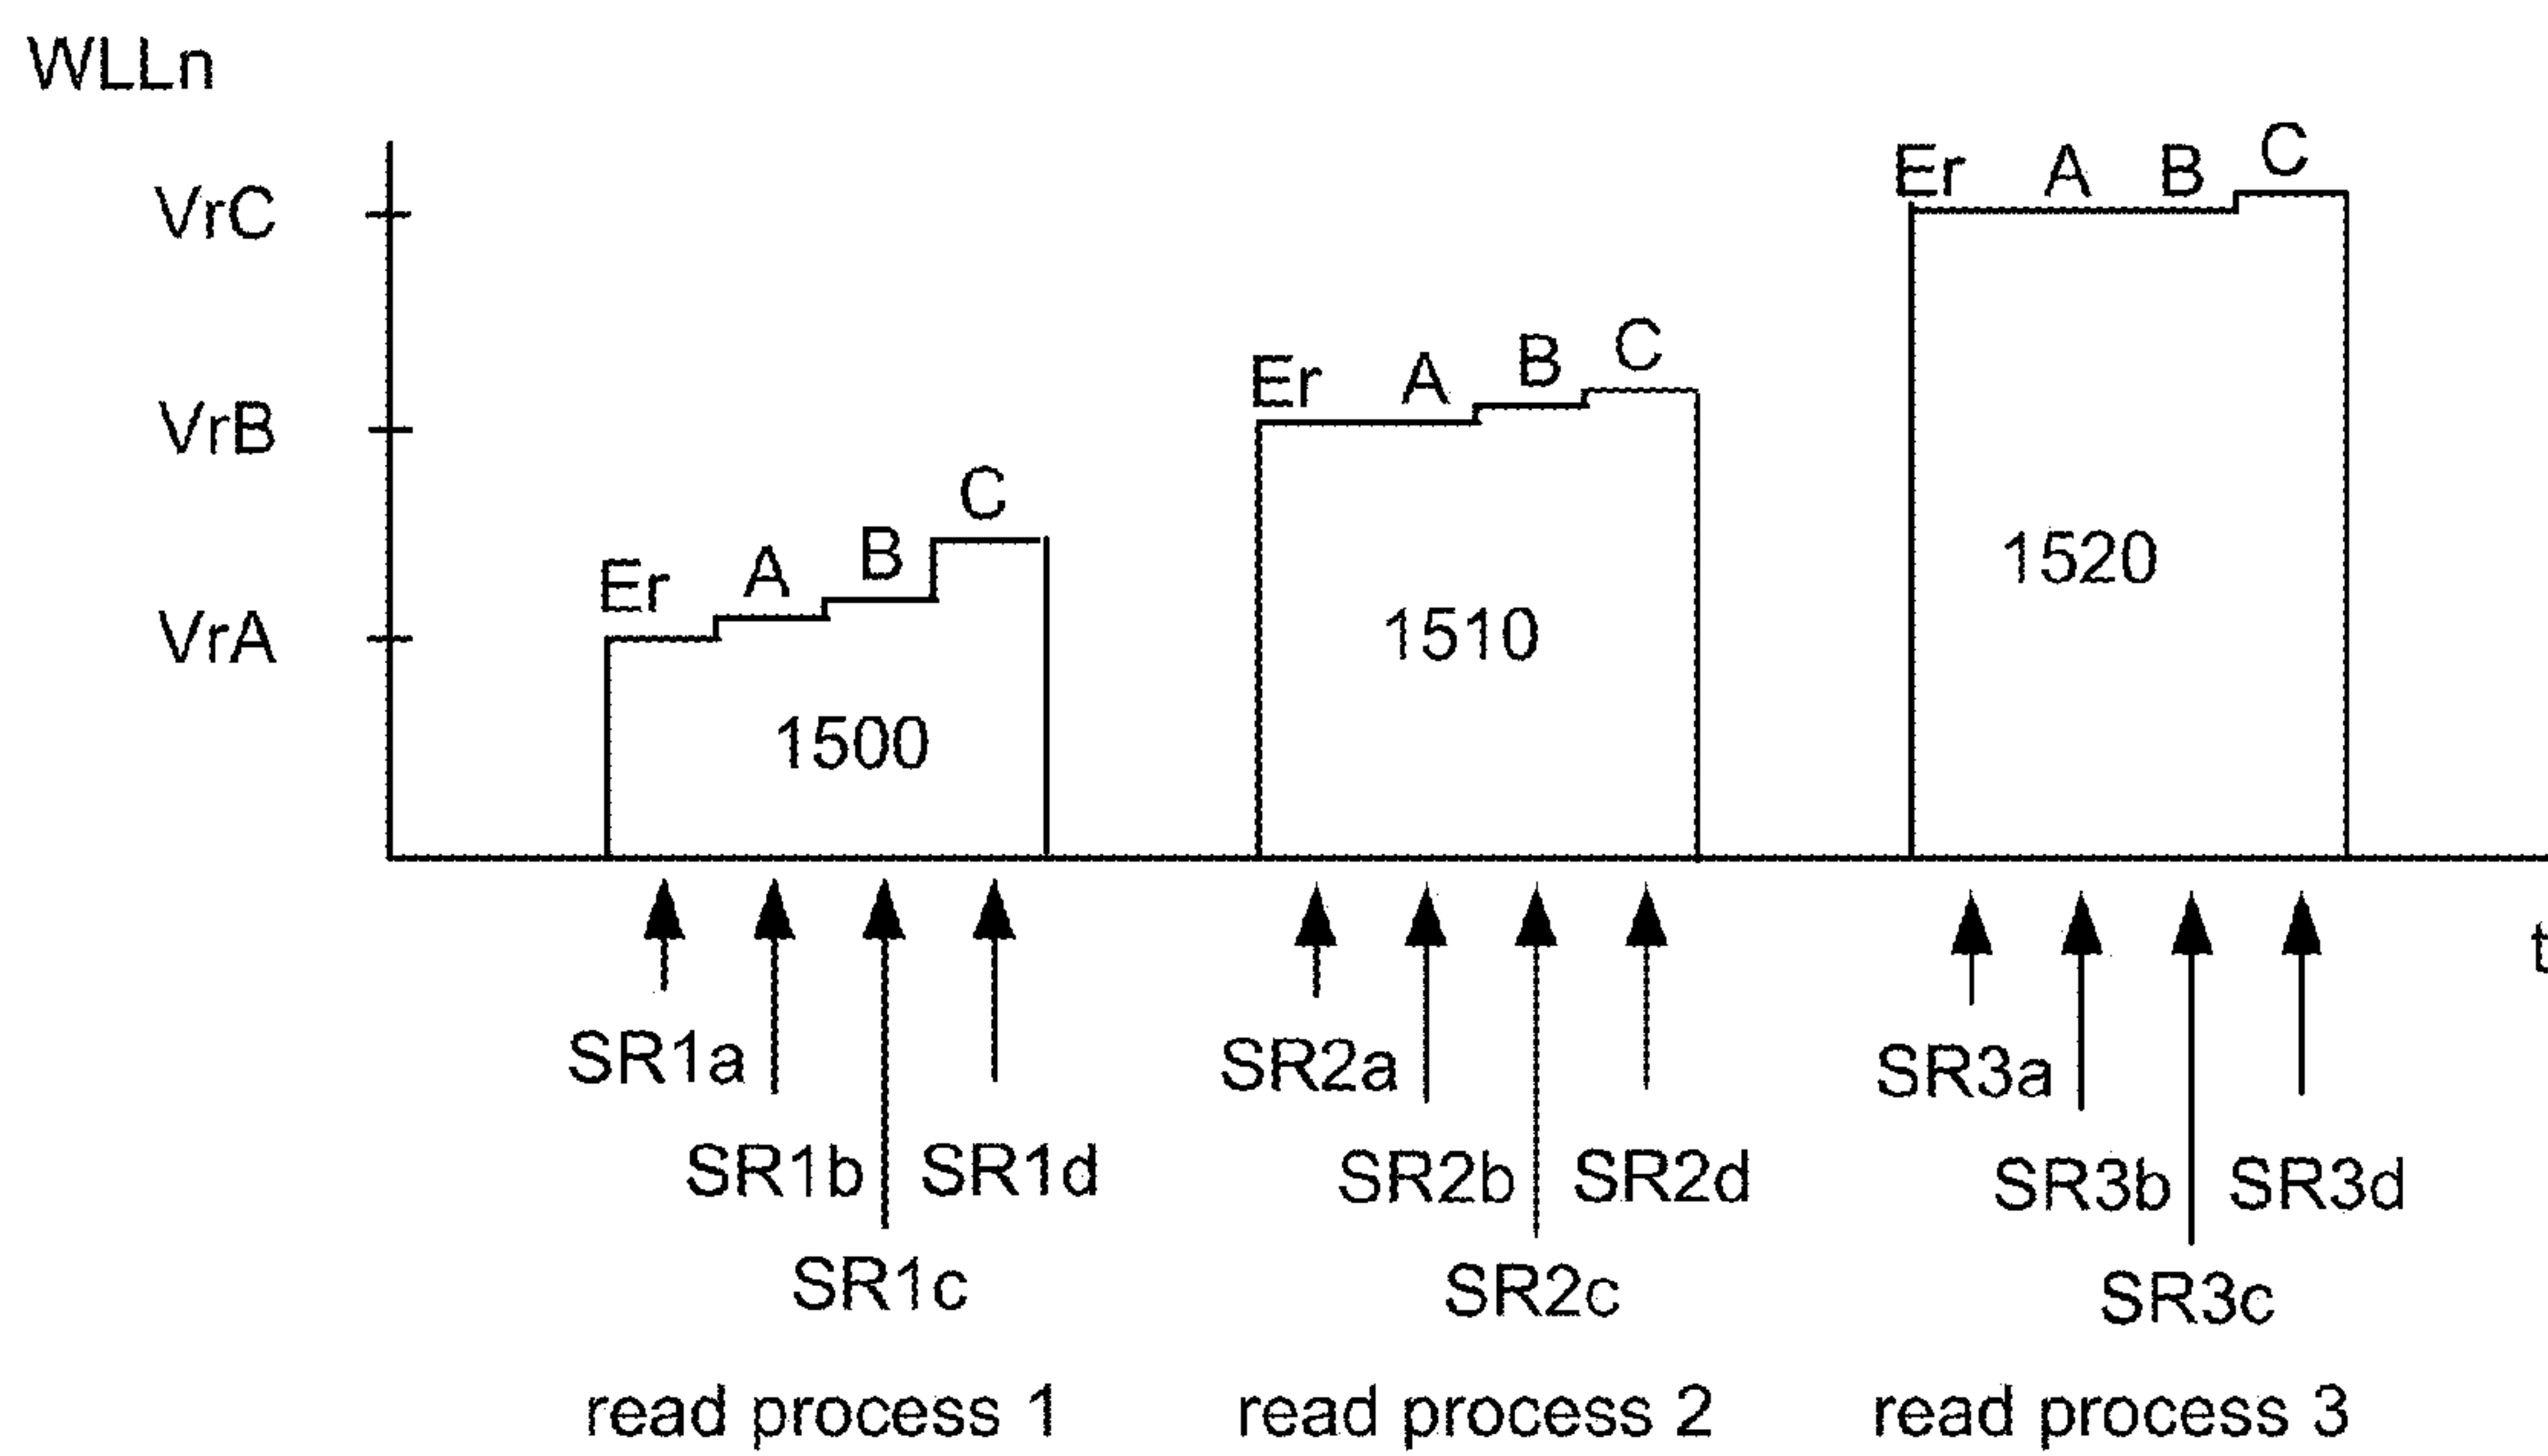 WLLn
VrC
VrB
VrA
Er A B C
1500
Er A B C
1510
Er A B C
1520
t
SR1a
SR1b SR1d
SR1c
SR2a
SR2b SR2d
SR2c
SR3a
SR3b SR3d
SR3c
read process 1 read process 2 read process 3